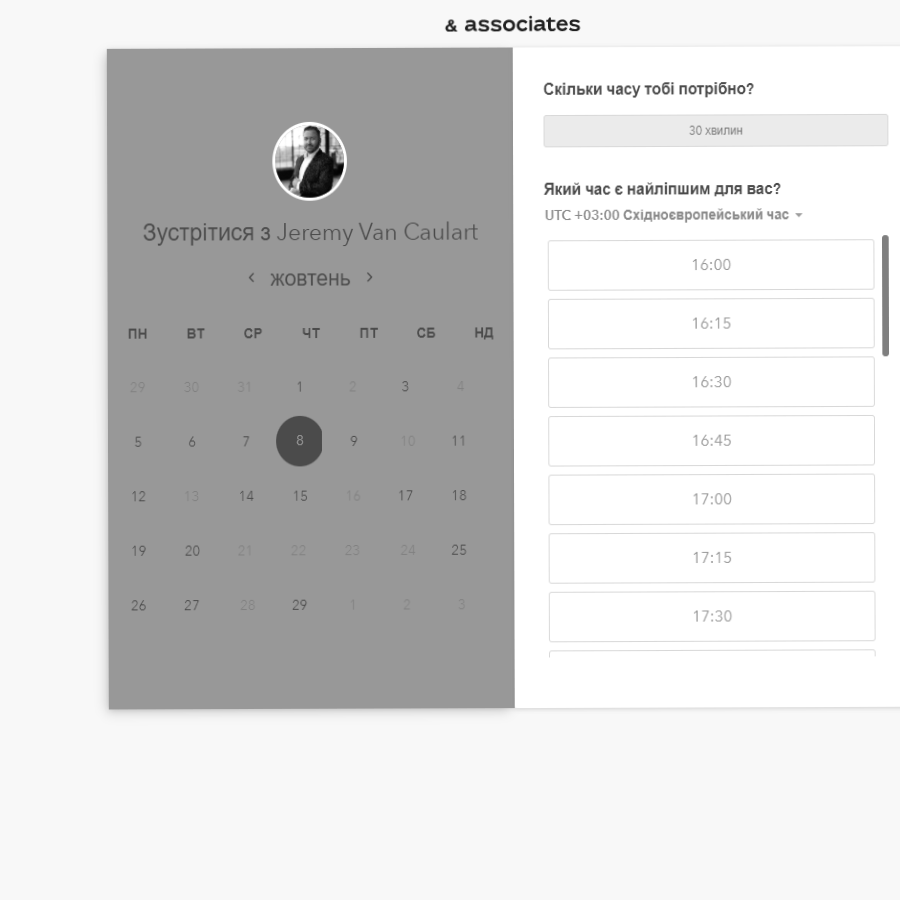 & associates
Зустрітися з Jeremy Van Caulart
жовтень
ПН ВТ СР ЧТ ПТ СБ НД
29 30 31 1 2 3 4
5 6 7 8 9 10 11
12 13 14 15 16 17 18
19 20 21 22 23 24 25
26 27 28 29 1 2 3
Скільки часу тобі потрібно?
30 хвилин
Який час є найліпшим для вас?
UTC +03:00 Східноєвропейський час
16:00
16:15
16:30
16:45
17:00
17:15
17:30